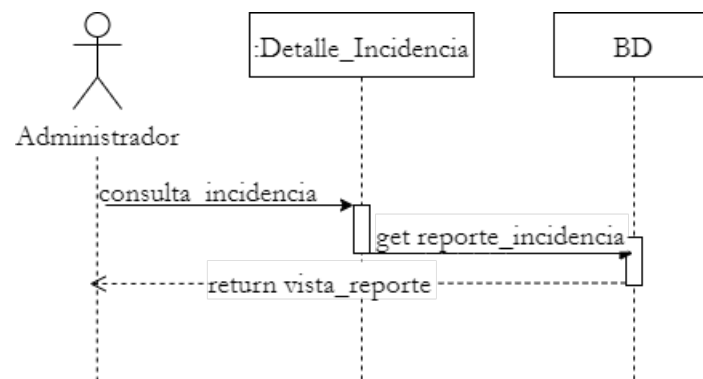 :Detalle_Incidencia
BD
Administrador
consulta_incidencia
get reporte_incidencia
return vista_reporte